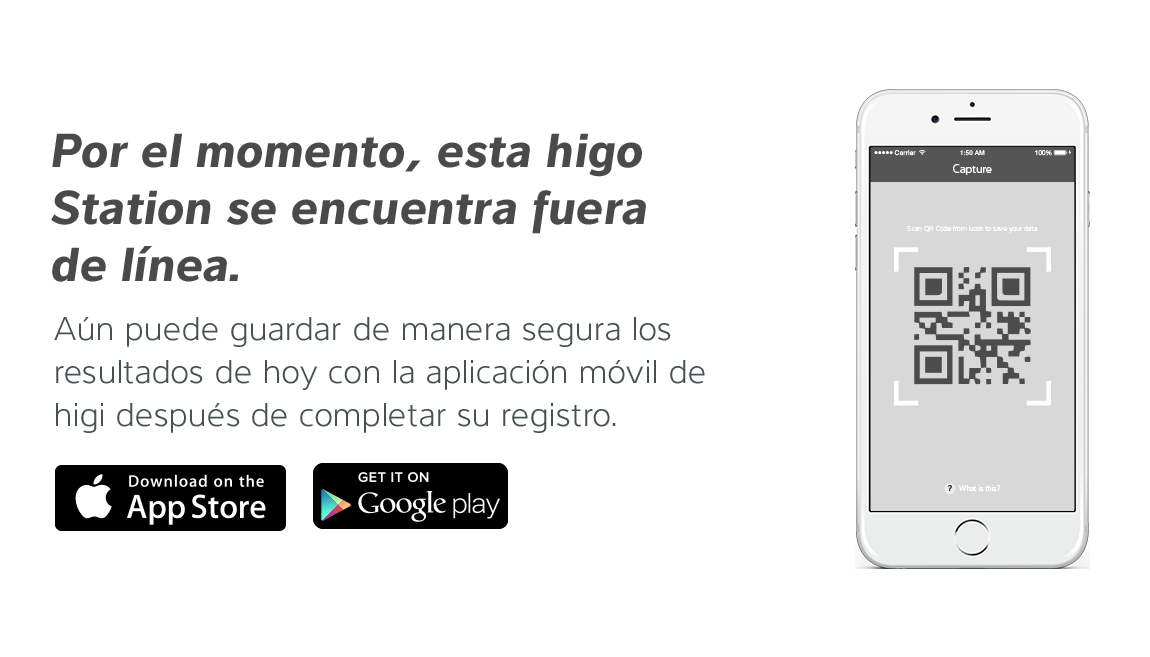 Por el momento, esta higo
Station se encuentra fuera
de línea.
Aún puede guardar de manera segura los
resultados de hoy con la aplicación móvil de
higi después de completar su registro.
Download on the
App Store
GET IT ON
Google play
Carrier
1:50 AM
100%
Capture
Scan QR Code from kiosk to save your data
? What is this?